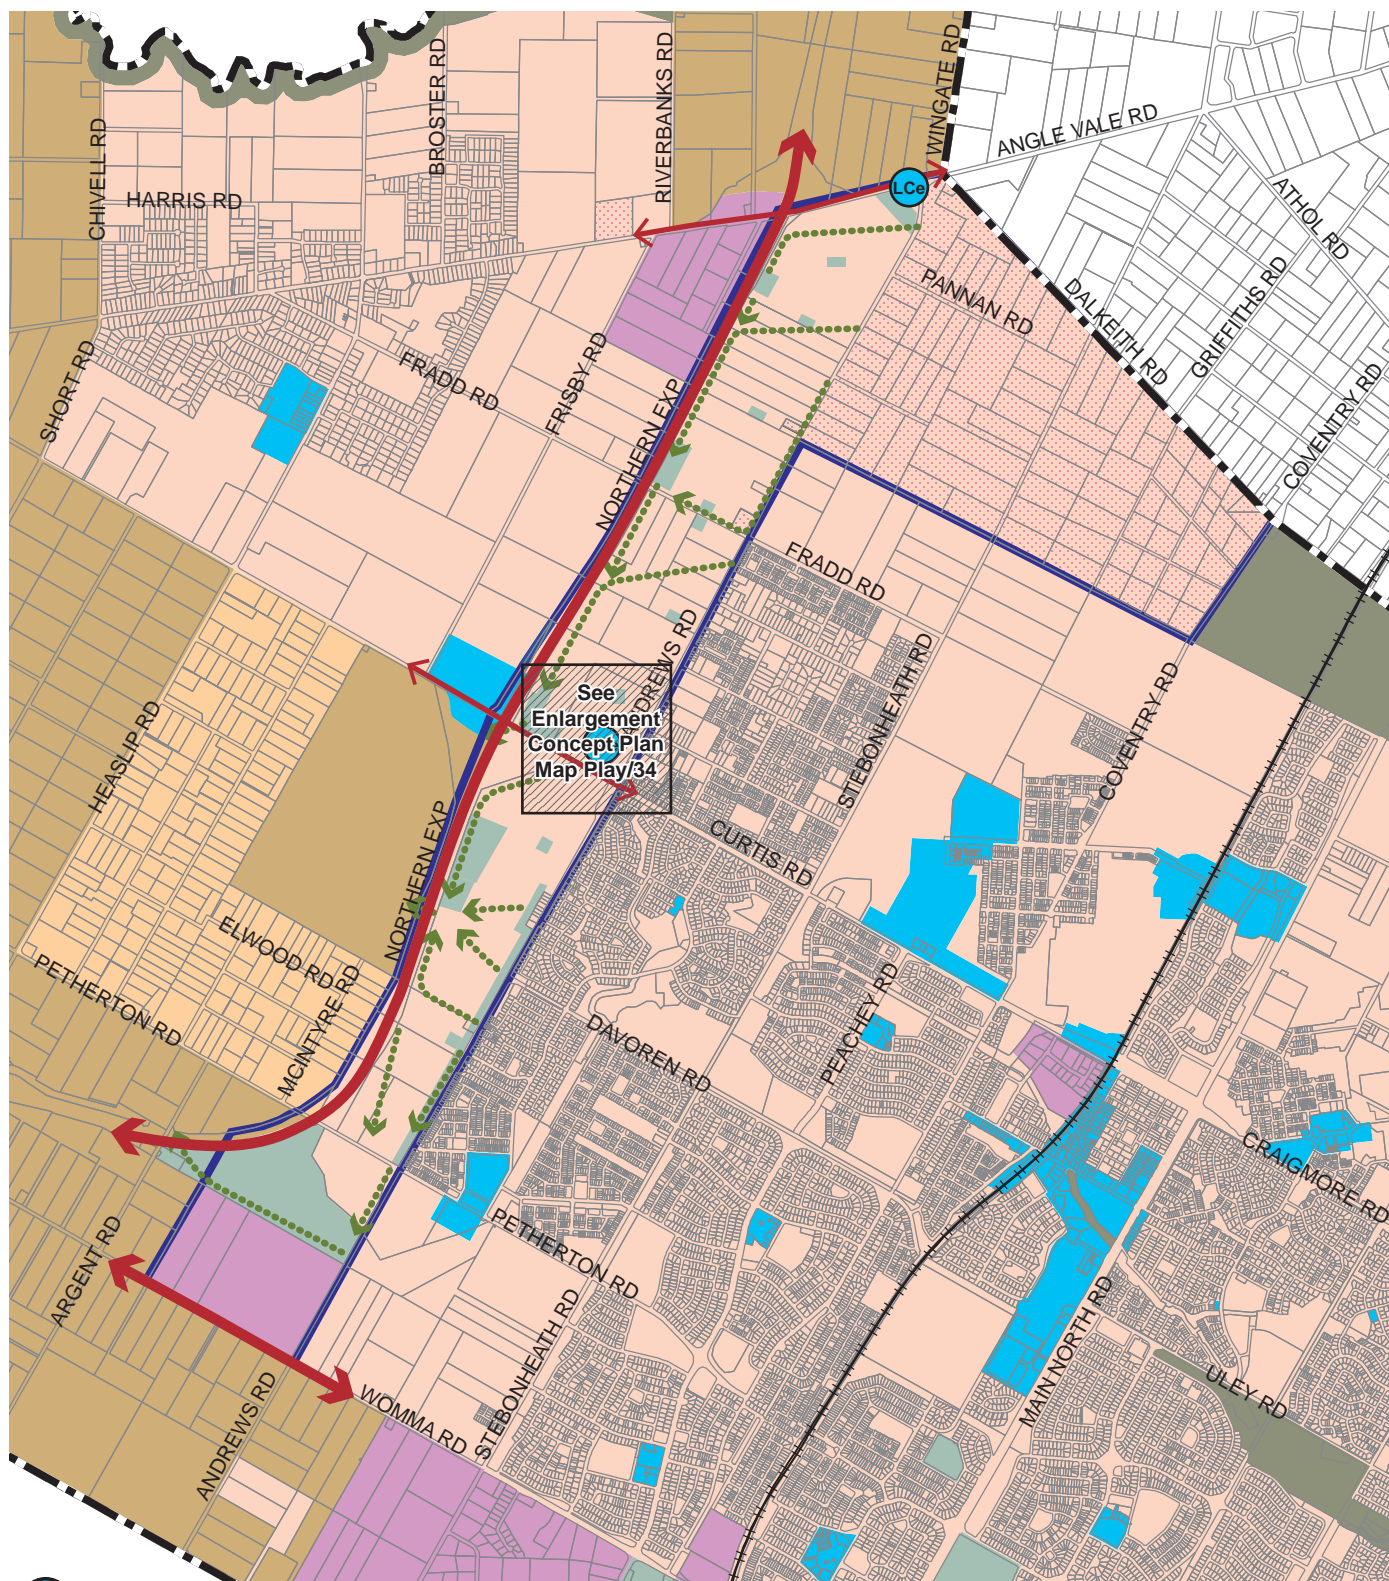 WINGATE RD
BROSTER RD
RIVERBANKS RD
ANGLE VALE RD
CHIVELL RD
HARRIS RD
LCe
ATHOL RD
PANNAN RD
DALKEITH RD
GRIFFITHS RD
COVENTRY RD
SHORT RD
FRADD RD
FRISBY RD
NORTHERN EXP
FRADD RD
ANDREWS RD
STEBONHEATH RD
COVENTRY RD
See
Enlargement
Concept Plan
Map Play/34
HEASLIP RD
CURTIS RD
NORTHERN EXP
ELWOOD RD
PETHERTON RD
MCINTYRE RD
DAVOREN RD
PEACHEY RD
CRAIGMORE RD
ARGENT RD
PETHERTON RD
STEBONHEATH RD
MAIN NORTH RD
ULEY RD
ANDREWS RD
WOMMA RD